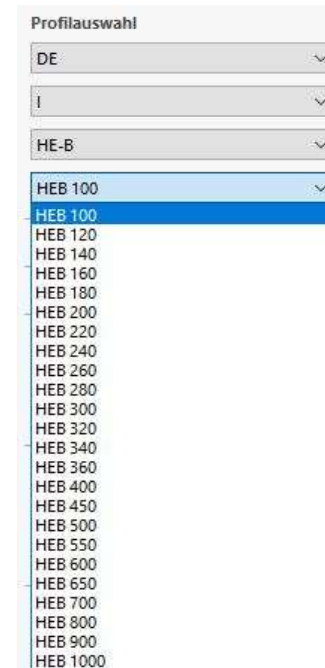 Profilauswahl
DE
I
HE-B
HEB 100
HEB 100
HEB 120
HEB 140
HEB 160
HEB 180
HEB 200
HEB 220
HEB 240
HEB 260
HEB 280
HEB 300
HEB 320
HEB 340
HEB 360
HEB 400
HEB 450
HEB 500
HEB 550
HEB 600
HEB 650
HEB 700
HEB 800
HEB 900
HEB 1000